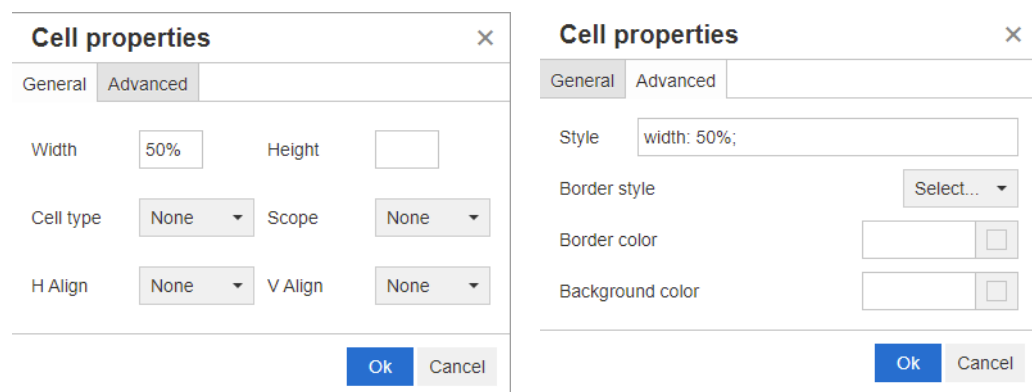 Cell properties ×
General Advanced
Width 50% Height
Cell type None Scope None
H Align None V Align None
Ok Cancel
Cell properties ×
General Advanced
Style width: 50%;
Border style Select...
Border color
Background color
Ok Cancel